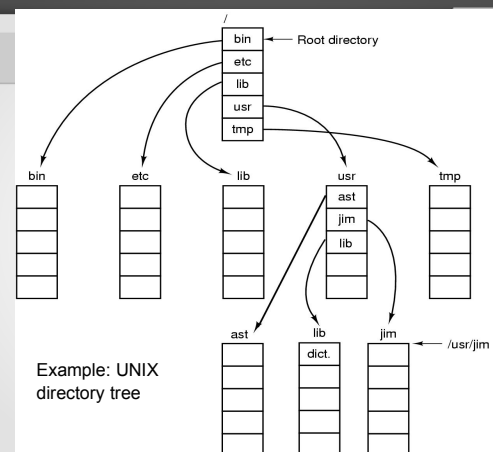 /
bin
Root directory
etc
lib
usr
tmp
bin
etc
lib
usr
tmp
ast
jim
lib
ast
lib
jim
dict.
/usr/jim
Example: UNIX
directory tree